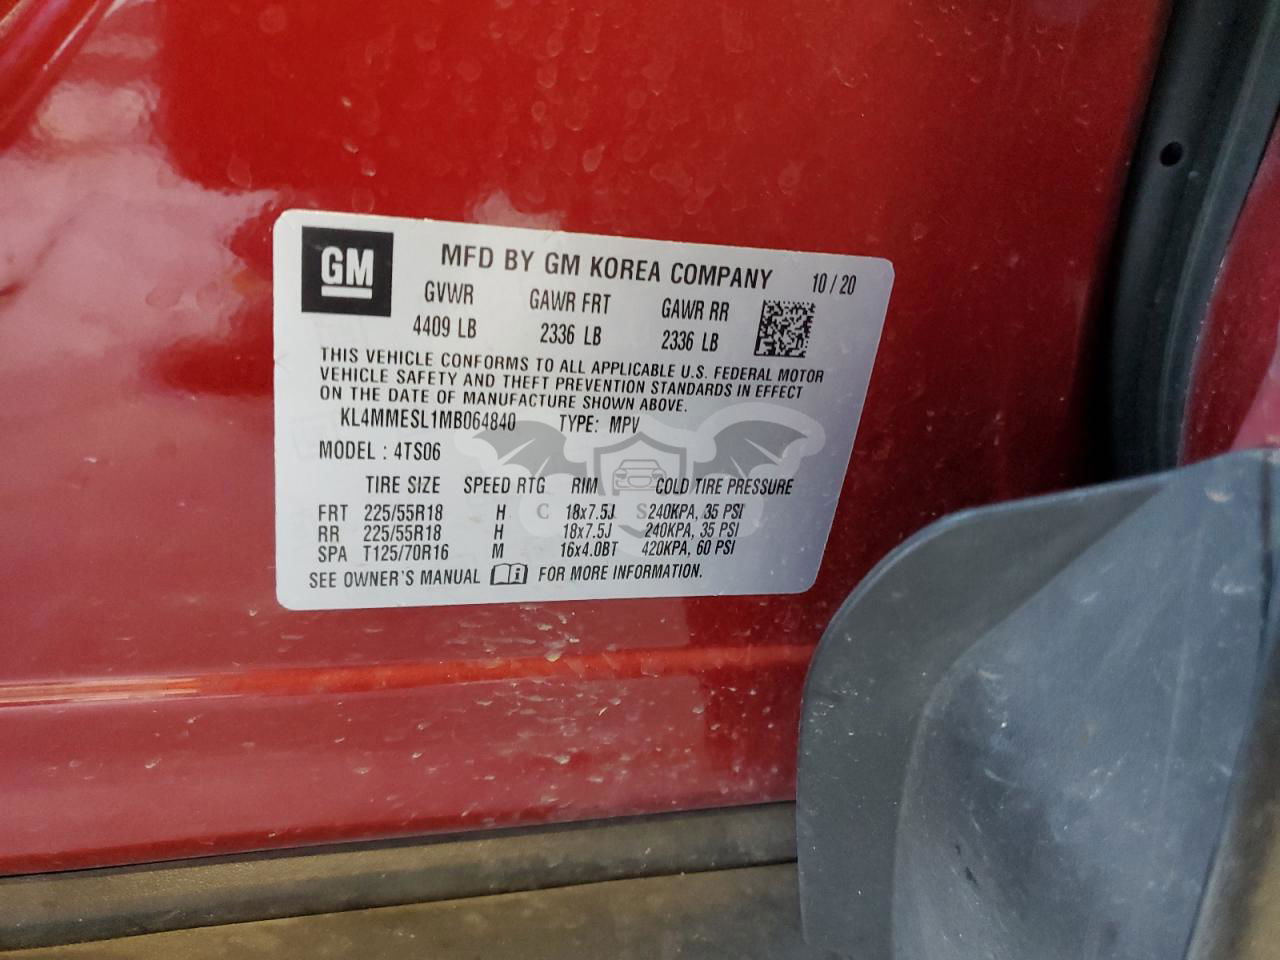 GM
MFD BY GM KOREA COMPANY 10/20
GVWR GAWR FRT GAWR RR
4409 LB 2336 LB 2336 LB
THIS VEHICLE CONFORMS TO ALL APPLICABLE U.S. FEDERAL MOTOR
VEHICLE SAFETY AND THEFT PREVENTION STANDARDS IN EFFECT
ON THE DATE OF MANUFACTURE SHOWN ABOVE.
KL4MMESL1MB064840 TYPE: MPV
MODEL : 4TS06
TIRE SIZE SPEED RTG RIM COLD TIRE PRESSURE
FRT 225/55R18 H 18x7.5J 240KPA, 35 PSI
RR 225/55R18 H 18x7.5J 240KPA, 35 PSI
SPA T125/70R16 M 16x4.0BT 420KPA, 60 PSI
SEE OWNER'S MANUAL FOR MORE INFORMATION.